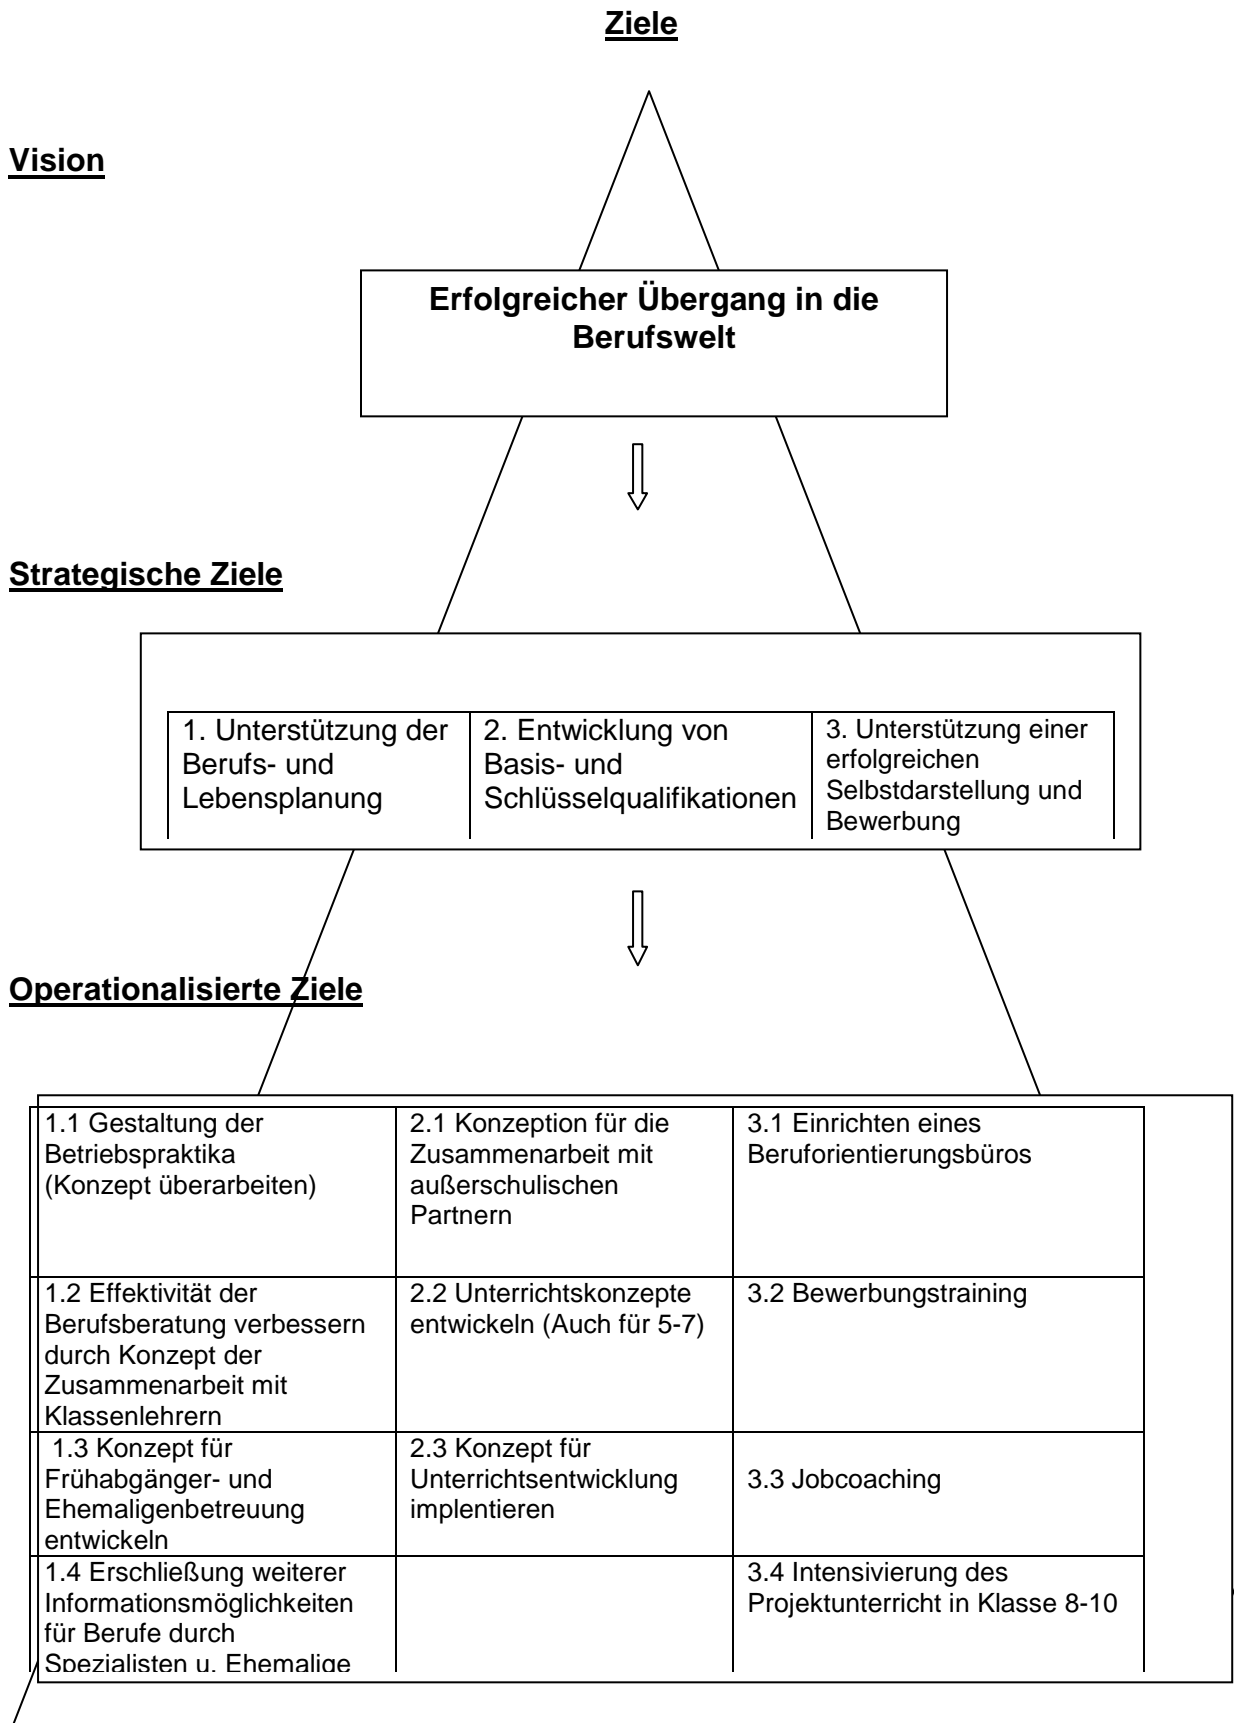 Ziele
Vision
Erfolgreicher Übergang in die
Berufswelt
Strategische Ziele
1. Unterstützung der
Berufs- und
Lebensplanung
2. Entwicklung von
Basis- und
Schlüsselqualifikationen
3. Unterstützung einer
erfolgreichen
Selbstdarstellung und
Bewerbung
Operationalisierte Ziele
1.1 Gestaltung der
Betriebspraktika
(Konzept überarbeiten)
2.1 Konzeption für die
Zusammenarbeit mit
außerschulischen
Partnern
3.1 Einrichten eines
Beruforientierungsbüros
1.2 Effektivität der
Berufsberatung verbessern
durch Konzept der
Zusammenarbeit mit
Klassenlehrern
2.2 Unterrichtskonzepte
entwickeln (Auch für 5-7)
3.2 Bewerbungstraining
1.3 Konzept für
Frühabgänger- und
Ehemaligenbetreuung
entwickeln
2.3 Konzept für
Unterrichtsentwicklung
implentieren
3.3 Jobcoaching
1.4 Erschließung weiterer
Informationsmöglichkeiten
für Berufe durch
Spezialisten u. Ehemalige
3.4 Intensivierung des
Projektunterricht in Klasse 8-10